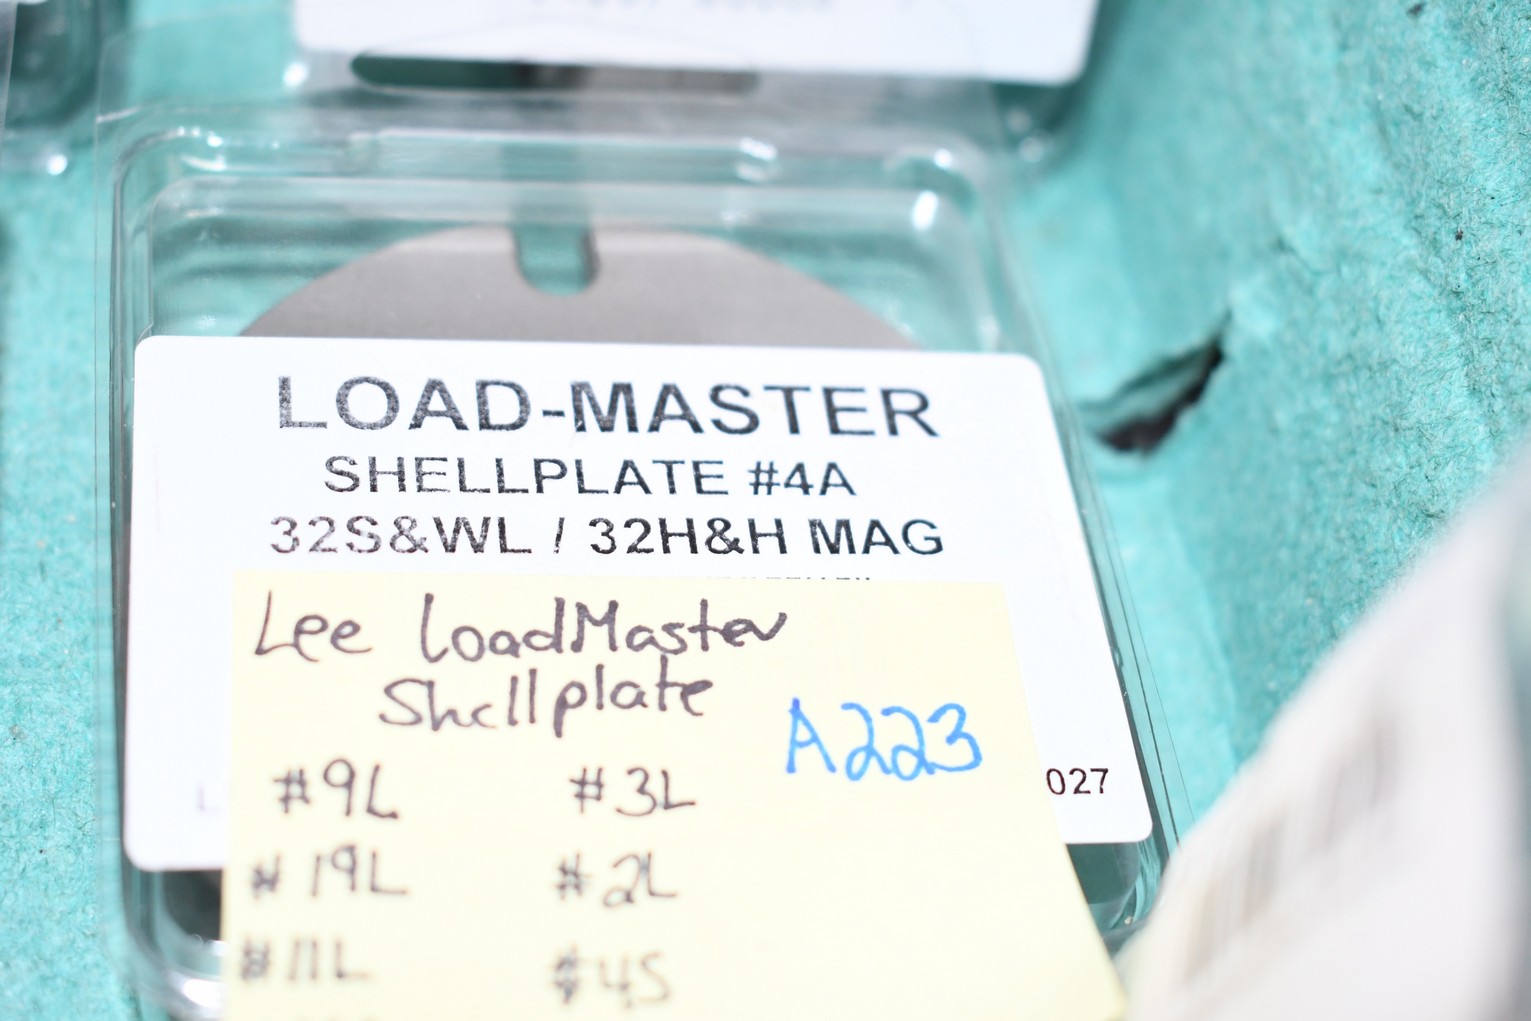 LOAD-MASTER
SHELLPLATE #4A
32S&WL / 32H&H MAG
Lee LoadMaster
Shellplate
A223
#9L #3L
027
#19L #2L
#11L #4S